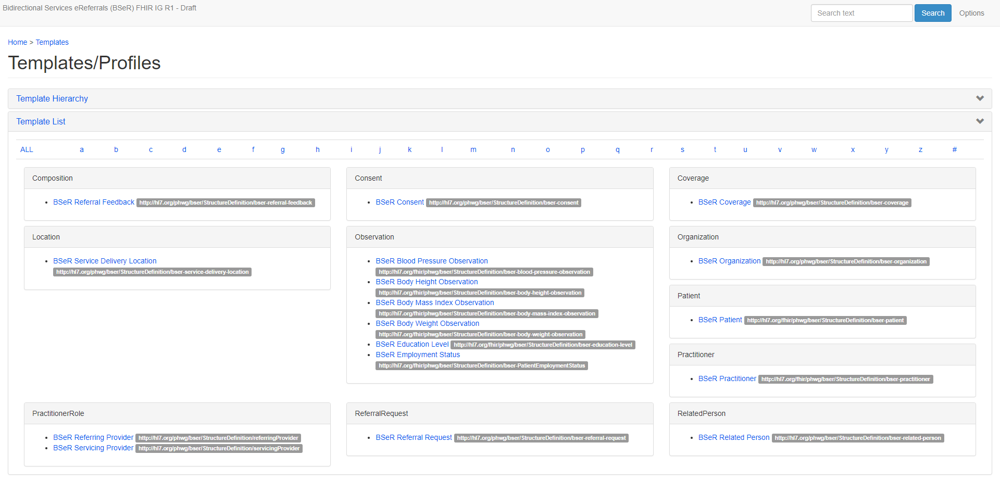 Bidirectional Services eReferrals (BSeR) FHIR IG R1 - Draft
Search text
Search
Options
Home > Templates
Templates/Profiles
Template Hierarchy
Template List
ALL a b c d e f g h i j k l m n o p q r s t u v w x y z #
Composition
BSeR Referral Feedback http://hl7.org/phwg/bser/StructureDefinition/bser-referral-feedback
Consent
BSeR Consent http://hl7.org/phwg/bser/StructureDefinition/bser-consent
Coverage
BSeR Coverage http://hl7.org/phwg/bser/StructureDefinition/bser-coverage
Location
BSeR Service Delivery Location
http://hl7.org/phwg/bser/StructureDefinition/bser-service-delivery-location
Observation
BSeR Blood Pressure Observation
http://hl7.org/fhir/phwg/bser/StructureDefinition/bser-blood-pressure-observation
BSeR Body Height Observation
http://hl7.org/fhir/phwg/bser/StructureDefinition/bser-body-height-observation
BSeR Body Mass Index Observation
http://hl7.org/fhir/phwg/bser/StructureDefinition/bser-body-mass-index-observation
BSeR Body Weight Observation
http://hl7.org/fhir/phwg/bser/StructureDefinition/bser-body-weight-observation
BSeR Education Level http://hl7.org/fhir/phwg/bser/StructureDefinition/bser-education-level
BSeR Employment Status
http://hl7.org/fhir/phwg/bser/StructureDefinition/bser-PatientEmploymentStatus
Organization
BSeR Organization http://hl7.org/phwg/bser/StructureDefinition/bser-organization
Patient
BSeR Patient http://hl7.org/fhir/phwg/bser/StructureDefinition/bser-patient
Practitioner
BSeR Practitioner http://hl7.org/fhir/phwg/bser/StructureDefinition/bser-practitioner
PractitionerRole
BSeR Referring Provider http://hl7.org/phwg/bser/StructureDefinition/referringProvider
BSeR Servicing Provider http://hl7.org/phwg/bser/StructureDefinition/servicingProvider
ReferralRequest
BSeR Referral Request http://hl7.org/phwg/bser/StructureDefinition/bser-referral-request
RelatedPerson
BSeR Related Person http://hl7.org/phwg/bser/StructureDefinition/bser-related-person